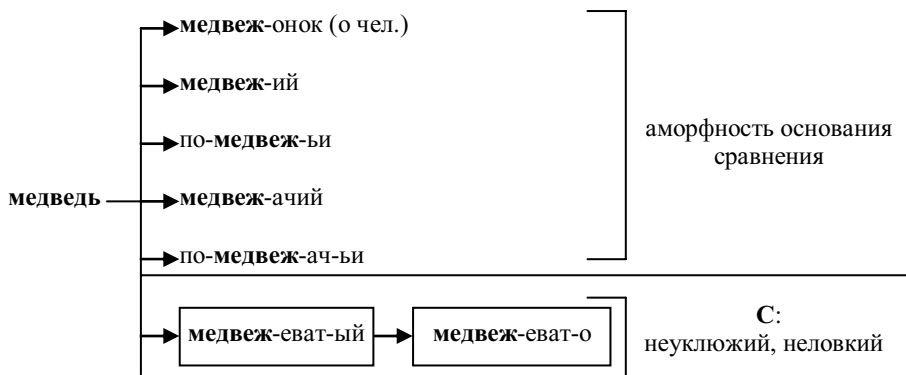 медвеж-онок (о чел.)
медвеж-ий
по-медвеж-ьи
аморфность основания
сравнения
медведь
медвеж-ачий
по-медвеж-ач-ьи
медвеж-еват-ый
медвеж-еват-о
С:
неуклюжий, неловкий